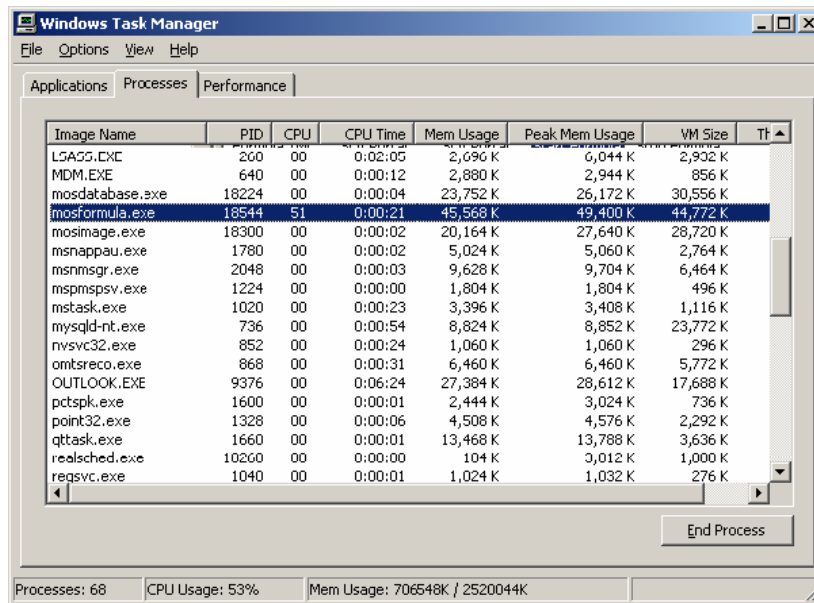 Windows Task Manager
File Options View Help
Applications Processes Performance
Image Name PID CPU CPU Time Mem Usage Peak Mem Usage VM Size Th
LSASS.EXE 260 00 0:02:05 2,696 K 6,044 K 2,932 K
MDM.EXE 640 00 0:00:12 2,880 K 2,944 K 856 K
mosdatabase.exe 18224 00 0:00:04 23,752 K 26,172 K 30,556 K
mosformula.exe 18544 51 0:00:21 45,568 K 49,400 K 44,772 K
mosimage.exe 18300 00 0:00:02 20,164 K 27,640 K 28,720 K
msnappau.exe 1780 00 0:00:02 5,024 K 5,060 K 2,764 K
msnmsgr.exe 2048 00 0:00:03 9,628 K 9,704 K 6,464 K
mspmspsv.exe 1224 00 0:00:00 1,804 K 1,804 K 496 K
mstask.exe 1020 00 0:00:23 3,396 K 3,408 K 1,116 K
mysqld-nt.exe 736 00 0:00:54 8,824 K 8,852 K 23,772 K
nvsvc32.exe 852 00 0:00:24 1,060 K 1,060 K 296 K
omtsreco.exe 868 00 0:00:31 6,460 K 6,460 K 5,772 K
OUTLOOK.EXE 9376 00 0:06:24 27,384 K 28,612 K 17,688 K
pctspk.exe 1600 00 0:00:01 2,444 K 3,024 K 736 K
point32.exe 1328 00 0:00:06 4,508 K 4,576 K 2,292 K
qttask.exe 1660 00 0:00:01 13,468 K 13,788 K 3,636 K
realsched.exe 10260 00 0:00:00 104 K 3,012 K 1,000 K
regsvc.exe 1040 00 0:00:01 1,024 K 1,032 K 276 K
End Process
Processes: 68 CPU Usage: 53% Mem Usage: 706548K / 2520044K